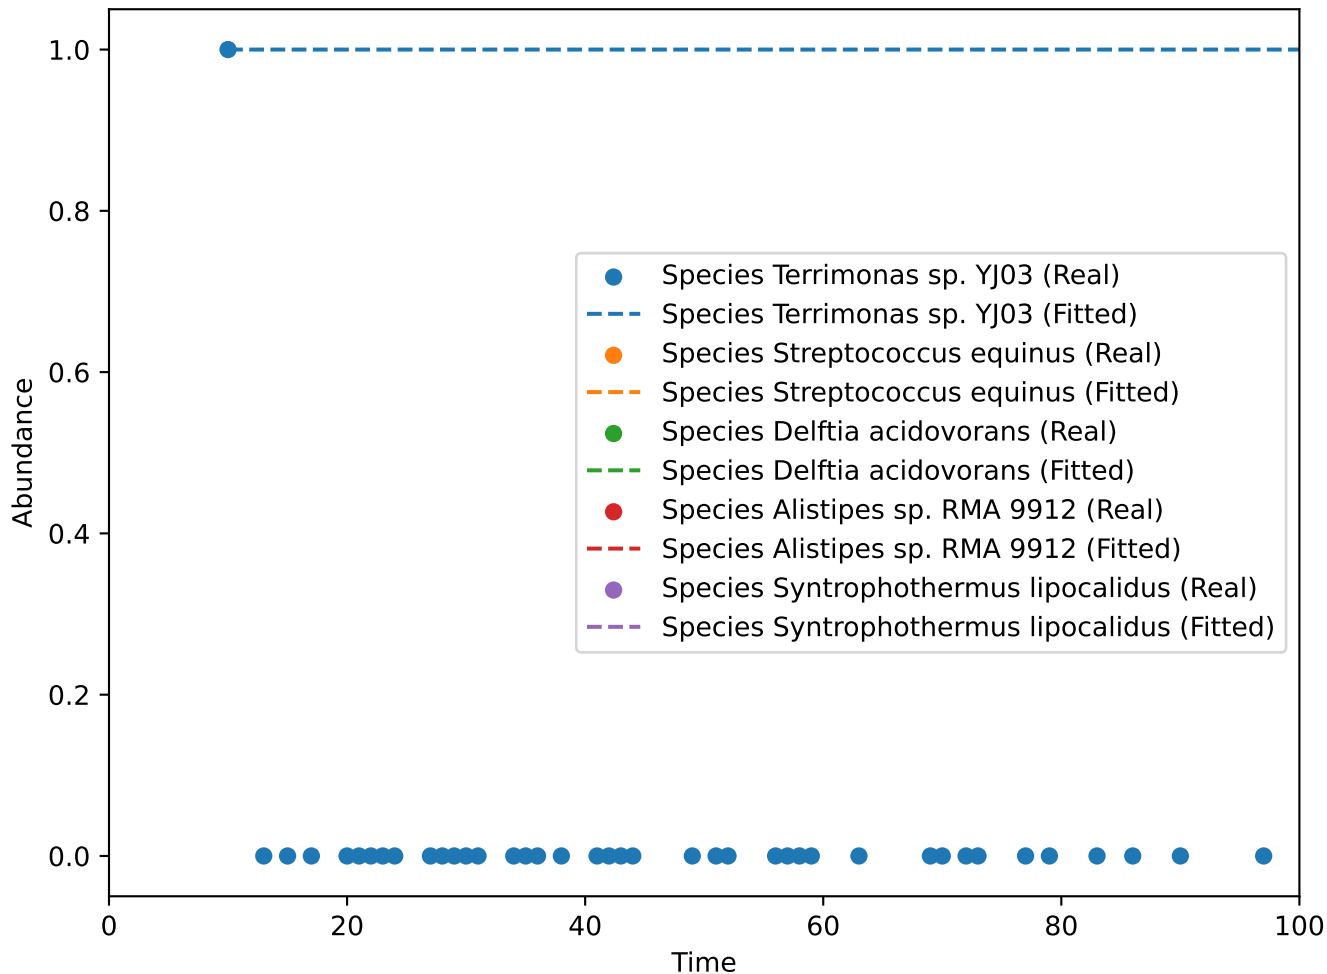 1.0
0.8
0.6
0.4
0.2
0.0
Abundance
Species Terrimonas sp. YJ03 (Real)
Species Terrimonas sp. YJ03 (Fitted)
Species Streptococcus equinus (Real)
Species Streptococcus equinus (Fitted)
Species Delftia acidovorans (Real)
Species Delftia acidovorans (Fitted)
Species Alistipes sp. RMA 9912 (Real)
Species Alistipes sp. RMA 9912 (Fitted)
Species Syntrophothermus lipocalidus (Real)
Species Syntrophothermus lipocalidus (Fitted)
0 20 40 60 80 100
Time